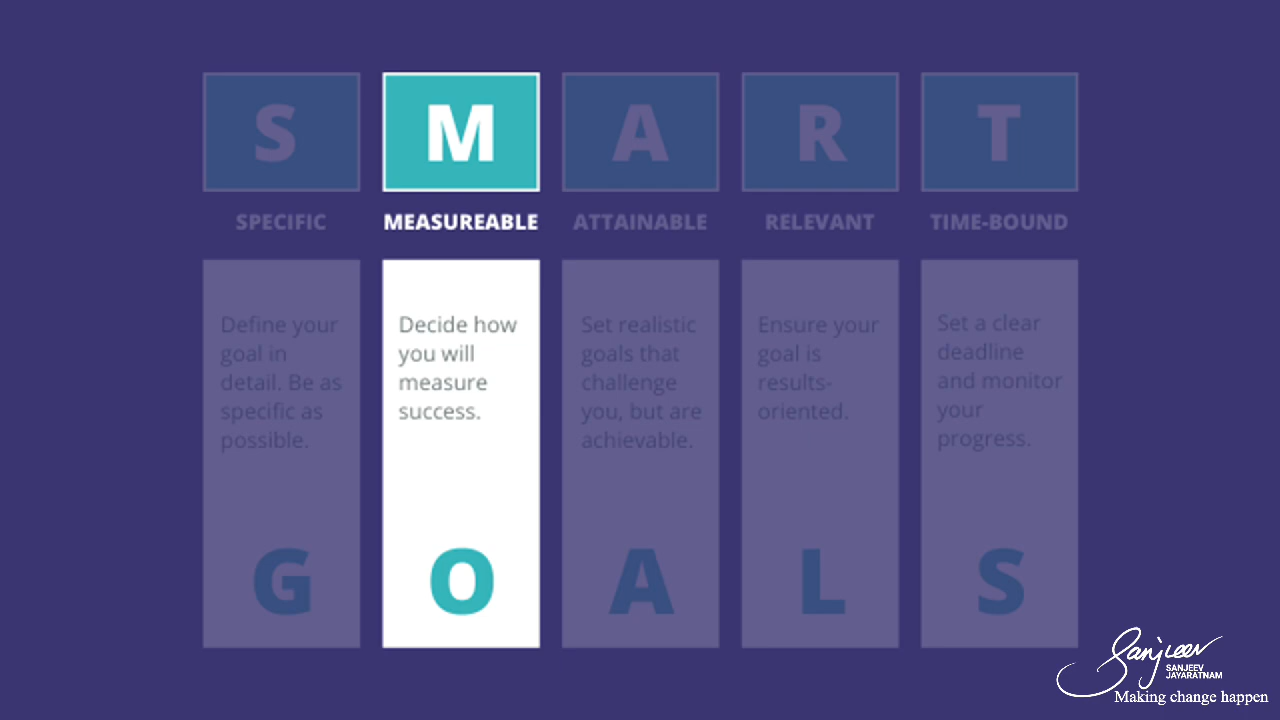 S M A R T
SPECIFIC MEASUREABLE ATTAINABLE RELEVANT TIME-BOUND
Define your
goal in
detail. Be as
specific as
possible.
Decide how
you will
measure
success.
Set realistic
goals that
challenge
you, but are
achievable.
Ensure your
goal is
results-
oriented.
Set a clear
deadline
and monitor
your
progress.
G O A L S
Sanjeev
SANJEEV
JAYARATNAM
Making change happen